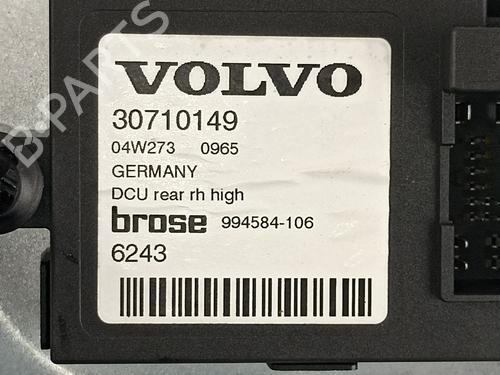 VOLVO
30710149
04W273 0965
GERMANY
DCU rear rh high
brose 994584-106
6243
B-PARTS